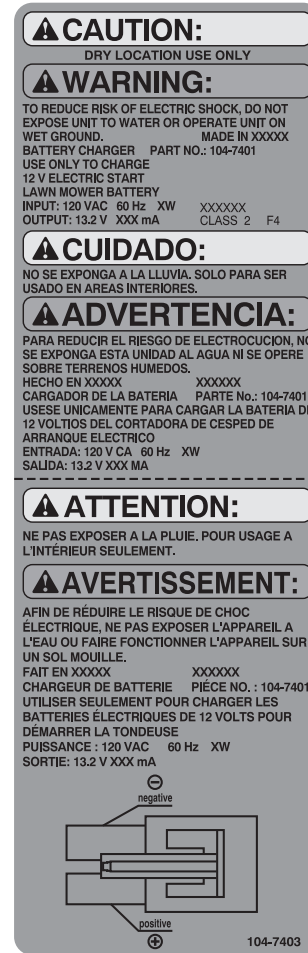 CAUTION:
DRY LOCATION USE ONLY
WARNING:
TO REDUCE RISK OF ELECTRIC SHOCK, DO NOT
EXPOSE UNIT TO WATER OR OPERATE UNIT ON
WET GROUND. MADE IN XXXXX
BATTERY CHARGER PART NO.: 104-7401
USE ONLY TO CHARGE
12 V ELECTRIC START
LAWN MOWER BATTERY
INPUT: 120 VAC 60 Hz XW XXXXXX
OUTPUT: 13.2 V XXX mA CLASS 2 F4
CUIDADO:
NO SE EXPONGA A LA LLUVIA. SOLO PARA SER
USADO EN AREAS INTERIORES.
ADVERTENCIA:
PARA REDUCIR EL RIESGO DE ELECTROCUCION, NO
SE EXPONGA ESTA UNIDAD AL AGUA NI SE OPERE
SOBRE TERRENOS HUMEDOS.
HECHO EN XXXXX XXXXXX
CARGADOR DE LA BATERIA PARTE No.: 104-7401
USESE UNICAMENTE PARA CARGAR LA BATERIA DE
12 VOLTIOS DEL CORTADORA DE CESPED DE
ARRANQUE ELECTRICO
ENTRADA: 120 V CA 60 Hz XW
SALIDA: 13.2 V XXX MA
ATTENTION:
NE PAS EXPOSER A LA PLUIE. POUR USAGE A
L'INTÉRIEUR SEULEMENT.
AVERTISSEMENT:
AFIN DE RÉDUIRE LE RISQUE DE CHOC
ÉLECTRIQUE, NE PAS EXPOSER L'APPAREIL A
L'EAU OU FAIRE FONCTIONNER L'APPAREIL SUR
UN SOL MOUILLE.
FAIT EN XXXXX XXXXXX
CHARGEUR DE BATTERIE PIÉCE NO. : 104-7401
UTILISER SEULEMENT POUR CHARGER LES
BATTERIES ÉLECTRIQUES DE 12 VOLTS POUR
DÉMARRER LA TONDEUSE
PUISSANCE : 120 VAC 60 Hz XW
SORTIE: 13.2 V XXX mA
negative
positive
104-7403